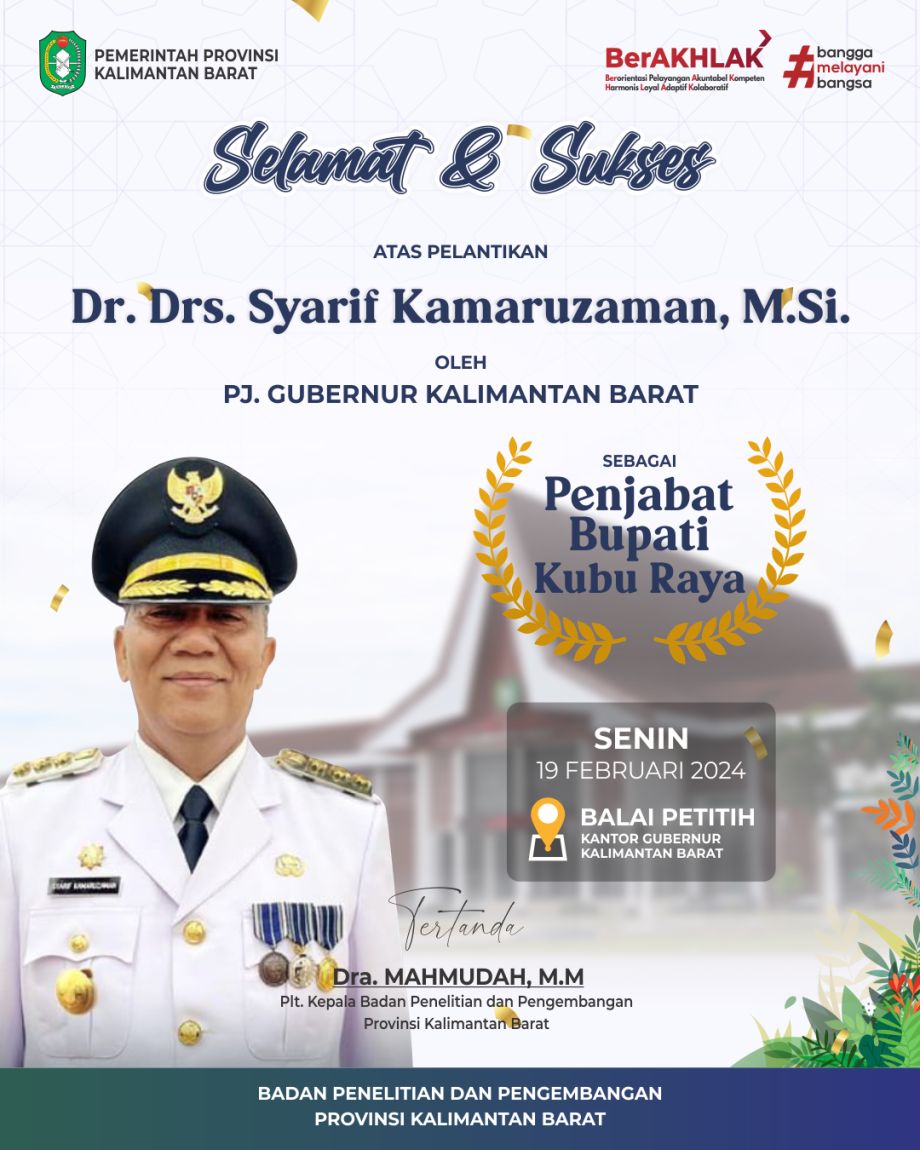 PEMERINTAH PROVINSI
KALIMANTAN BARAT
BerAKHLAK
Berorientasi Pelayangan Akuntabel Kompeten
Harmonis Loyal Adaptif Kolaboratif
#
bangga
melayani
bangsa
Selamat & Sukses
ATAS PELANTIKAN
Dr. Drs. Syarif Kamaruzaman, M.Si.
OLEH
PJ. GUBERNUR KALIMANTAN BARAT
SEBAGAI
Penjabat
Bupati
Kubu Raya
SENIN
19 FEBRUARI 2024
BALAI PETITIH
KANTOR GUBERNUR
KALIMANTAN BARAT
SYARIF KAMARUZAMAN
Tertanda
Dra. MAHMUDAH, M.M
Plt. Kepala Badan Penelitian dan Pengembangan
Provinsi Kalimantan Barat
BADAN PENELITIAN DAN PENGEMBANGAN
PROVINSI KALIMANTAN BARAT